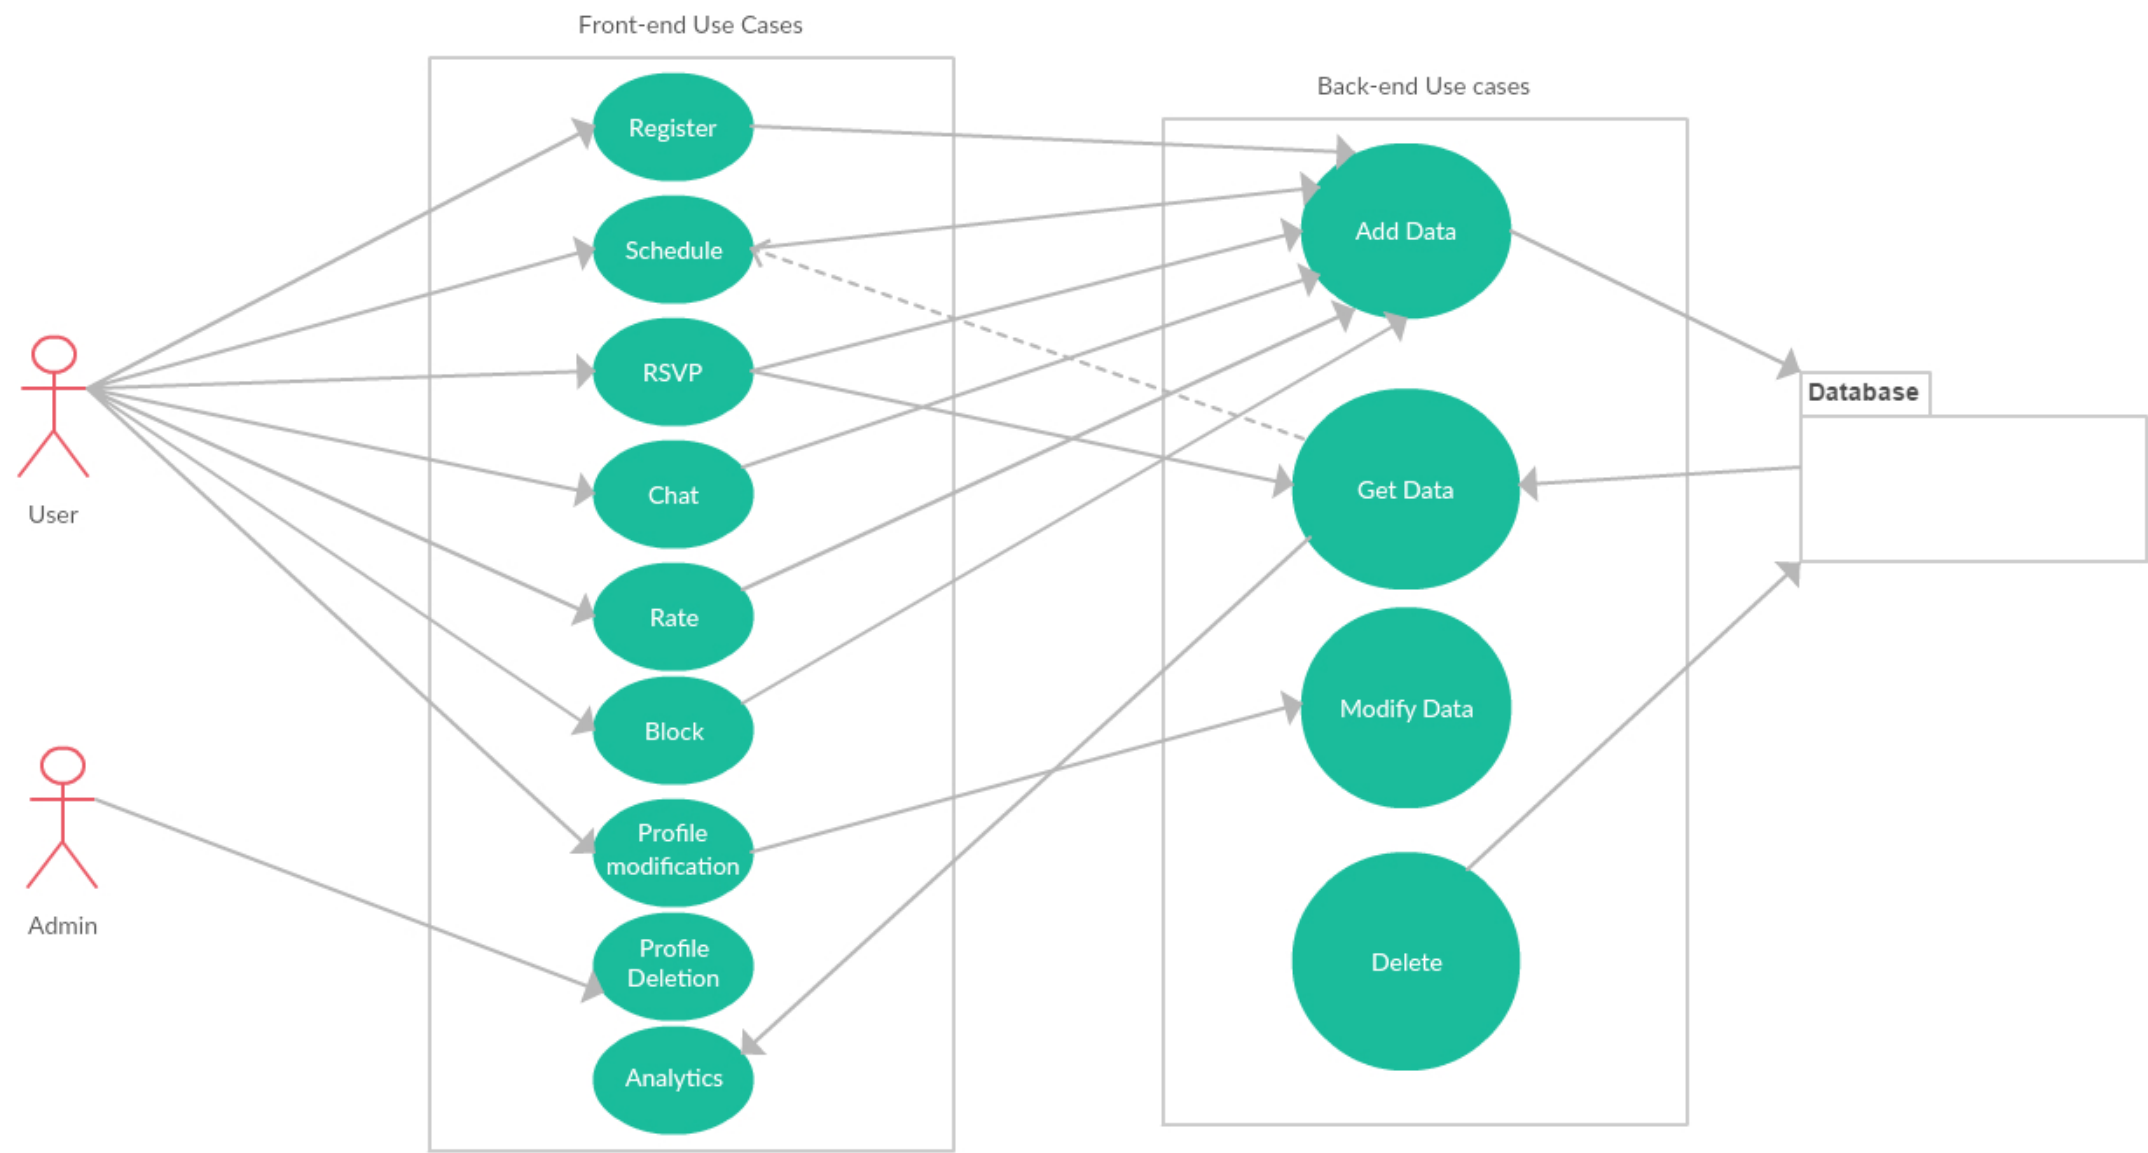 Front-end Use Cases
Back-end Use cases
Register
Schedule
RSVP
Chat
Rate
Block
Profile
modification
Profile
Deletion
Analytics
Add Data
Get Data
Modify Data
Delete
Database
User
Admin